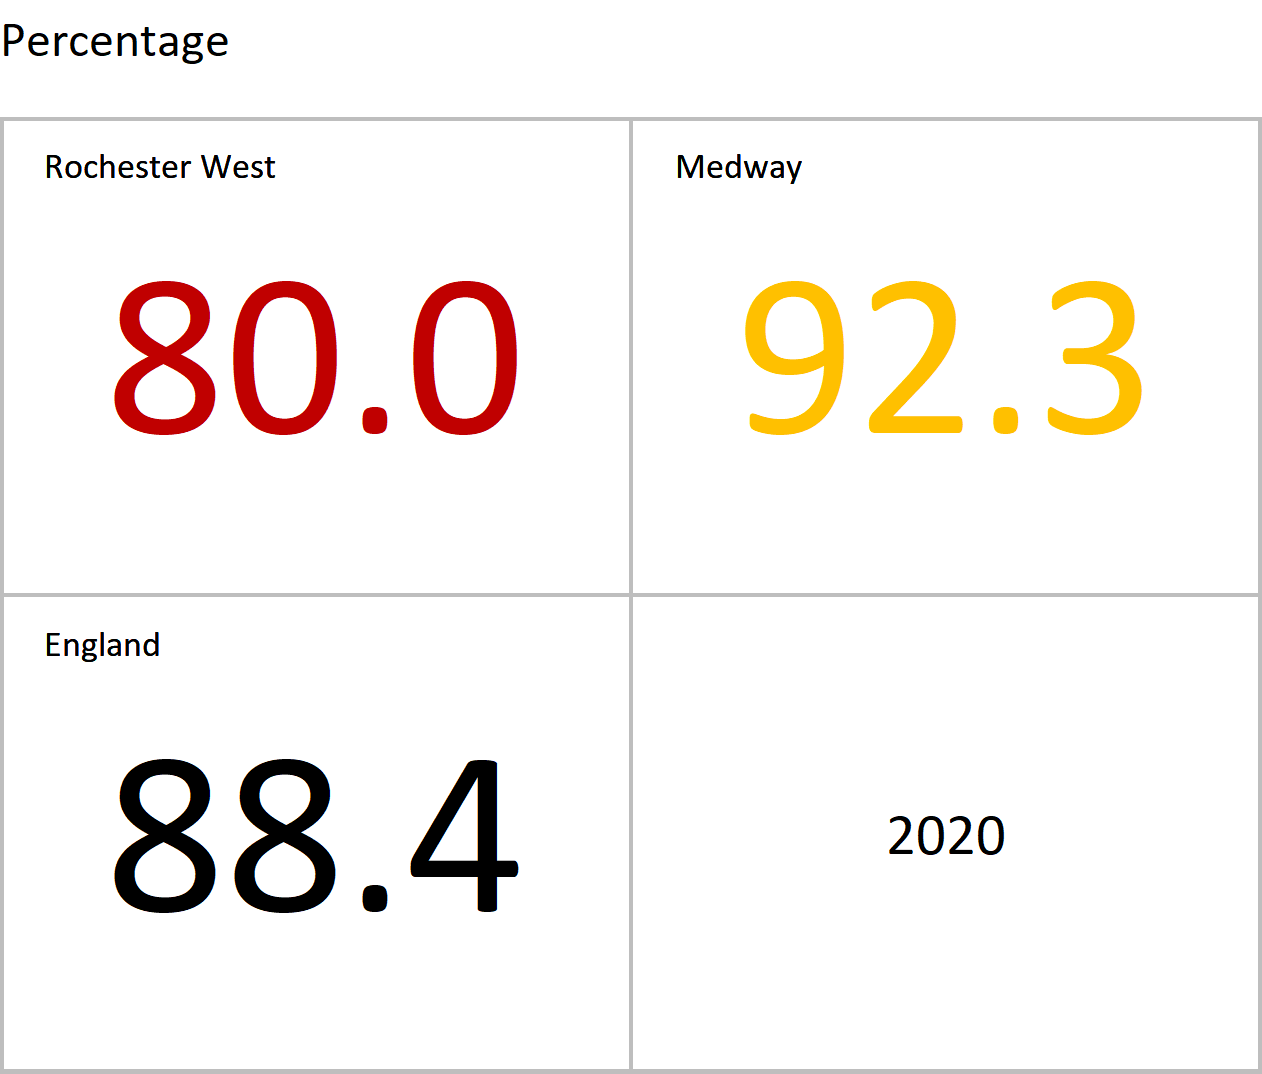 Percentage
Rochester West
80.0
Medway
92.3
England
88.4
2020